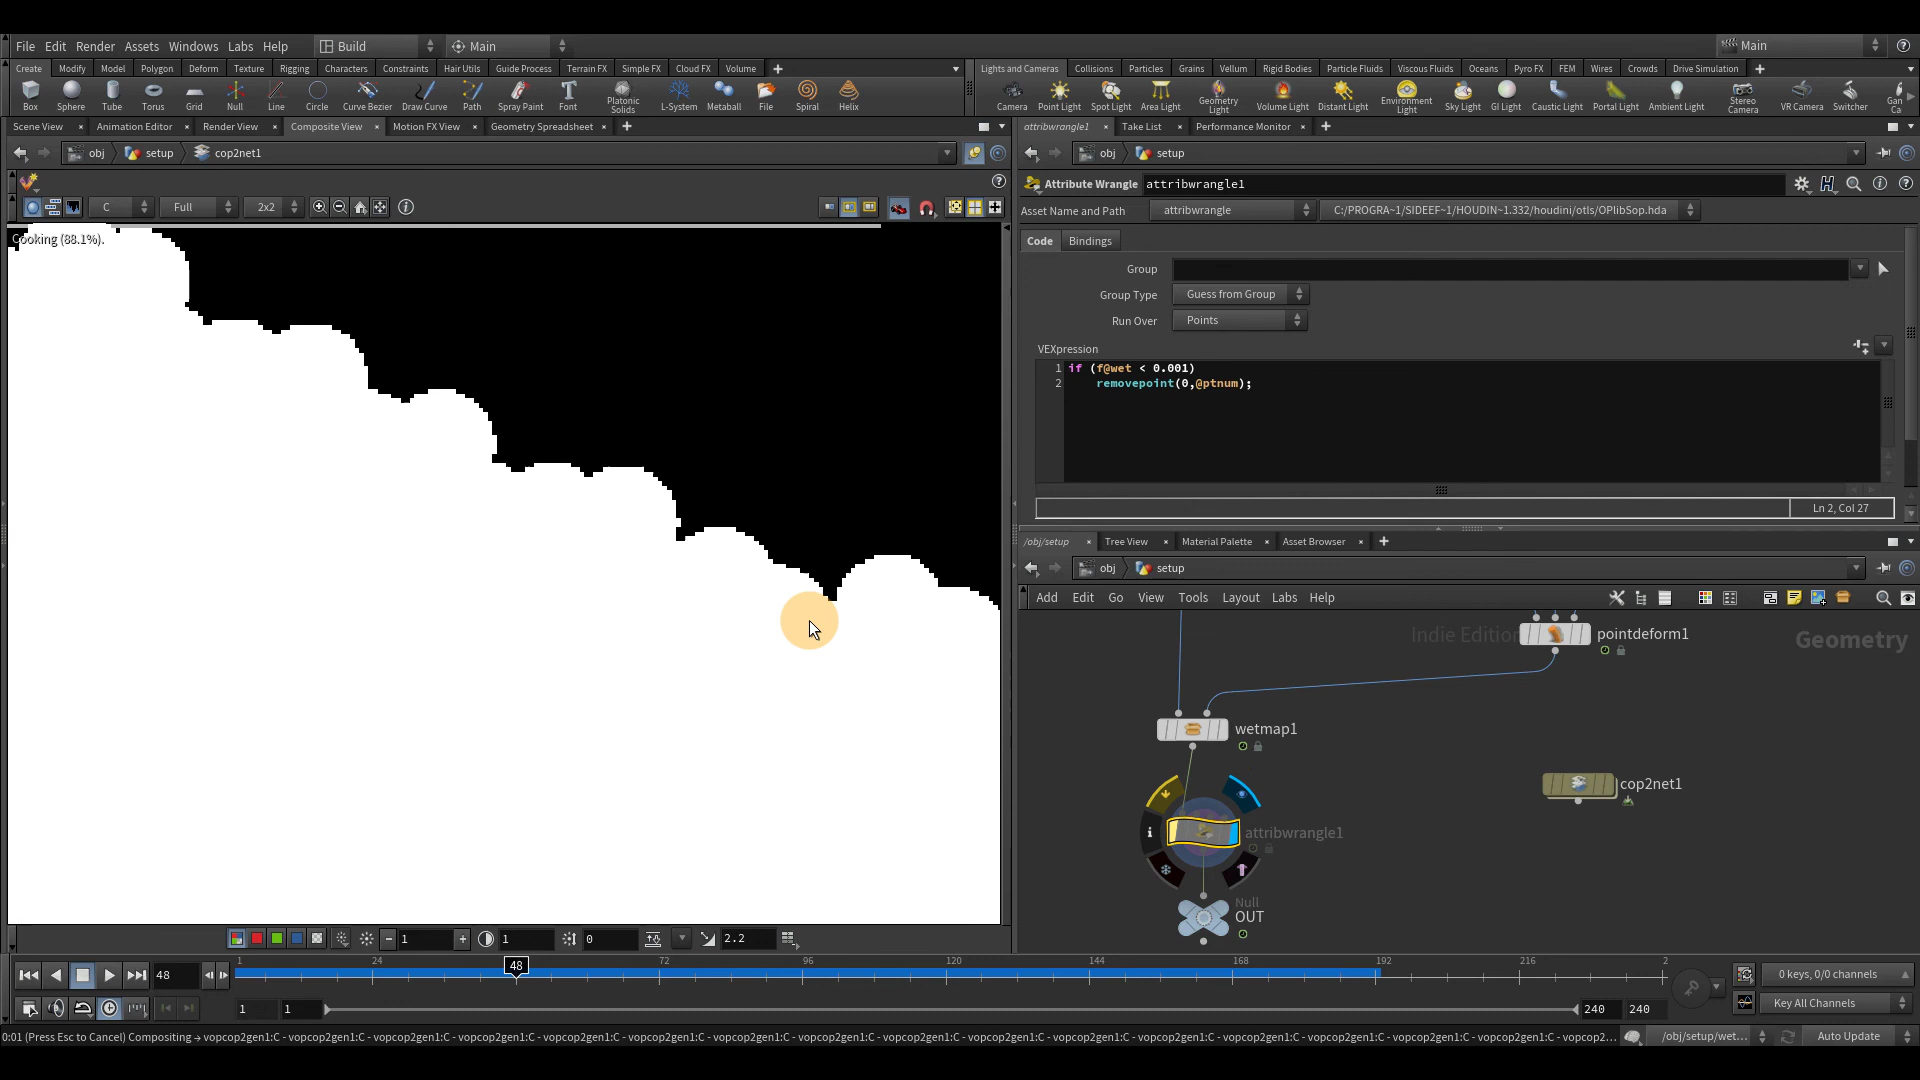 File Edit Render Assets Windows Labs Help Build Main Main
Create Modify Model Polygon Deform Texture Rigging Characters Constraints Hair Utils Guide Process Terrain FX Simple FX Cloud FX Volume
Lights and Cameras Collisions Particles Grains Vellum Rigid Bodies Particle Fluids Viscous Fluids Oceans Pyro FX FEM Wires Crowds Drive Simulation
Box Sphere Tube Torus Grid Null Line Circle Curve Bezier Draw Curve Path Spray Paint Font Platonic Solids L-System Metaball File Spiral Helix
Camera Point Light Spot Light Area Light Geometry Light Volume Light Distant Light Environment Light Sky Light GI Light Caustic Light Portal Light Ambient Light Stereo Camera VR Camera Switcher
Scene View Animation Editor Render View Composite View Motion FX View Geometry Spreadsheet
attribwrangle1 Take List Performance Monitor
obj setup cop2net1
obj setup
Attribute Wrangle attribwrangle1
C Full 2x2
Asset Name and Path attribwrangle C:/PROGRA~1/SIDEEF~1/HOUDIN~1.332/houdini/otls/OPlibSop.hda
Cooking (88.1%).
Code Bindings
Group
Group Type Guess from Group
Run Over Points
VEXpression
1 if (f@wet < 0.001)
2 removepoint(0,@ptnum);
Ln 2, Col 27
/obj/setup Tree View Material Palette Asset Browser
obj setup
Add Edit Go View Tools Layout Labs Help
Indie Edition
Geometry
pointdeform1
wetmap1
cop2net1
attribwrangle1
Null
OUT
1 1 0 2.2
48 1 24 48 72 96 120 144 168 192 216 2
0 keys, 0/0 channels
1 1 240 240
Key All Channels
0:01 (Press Esc to Cancel) Compositing → vopcop2gen1:C - vopcop2gen1:C - vopcop2gen1:C - vopcop2gen1:C - vopcop2gen1:C - vopcop2gen1:C - vopcop2gen1:C - vopcop2gen1:C - vopcop2gen1:C - vopcop2gen1:C - vopcop2gen1:C - vopcop2gen1:C - vopcop2gen1:C - vopcop2...
/obj/setup/wet... Auto Update